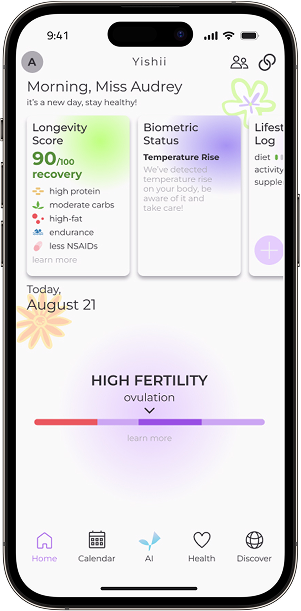 9:41
A
Yishii
Morning, Miss Audrey
it's a new day, stay healthy!
Longevity
Score
90/100
recovery
high protein
moderate carbs
high-fat
endurance
less NSAIDs
learn more
Biometric
Status
Temperature Rise
We've detected
temperature rise
on your body, be
aware of it and
take care!
Lifest
Log
diet
activity
supple
Today,
August 21
HIGH FERTILITY
ovulation
learn more
Home
Calendar
AI
Health
Discover